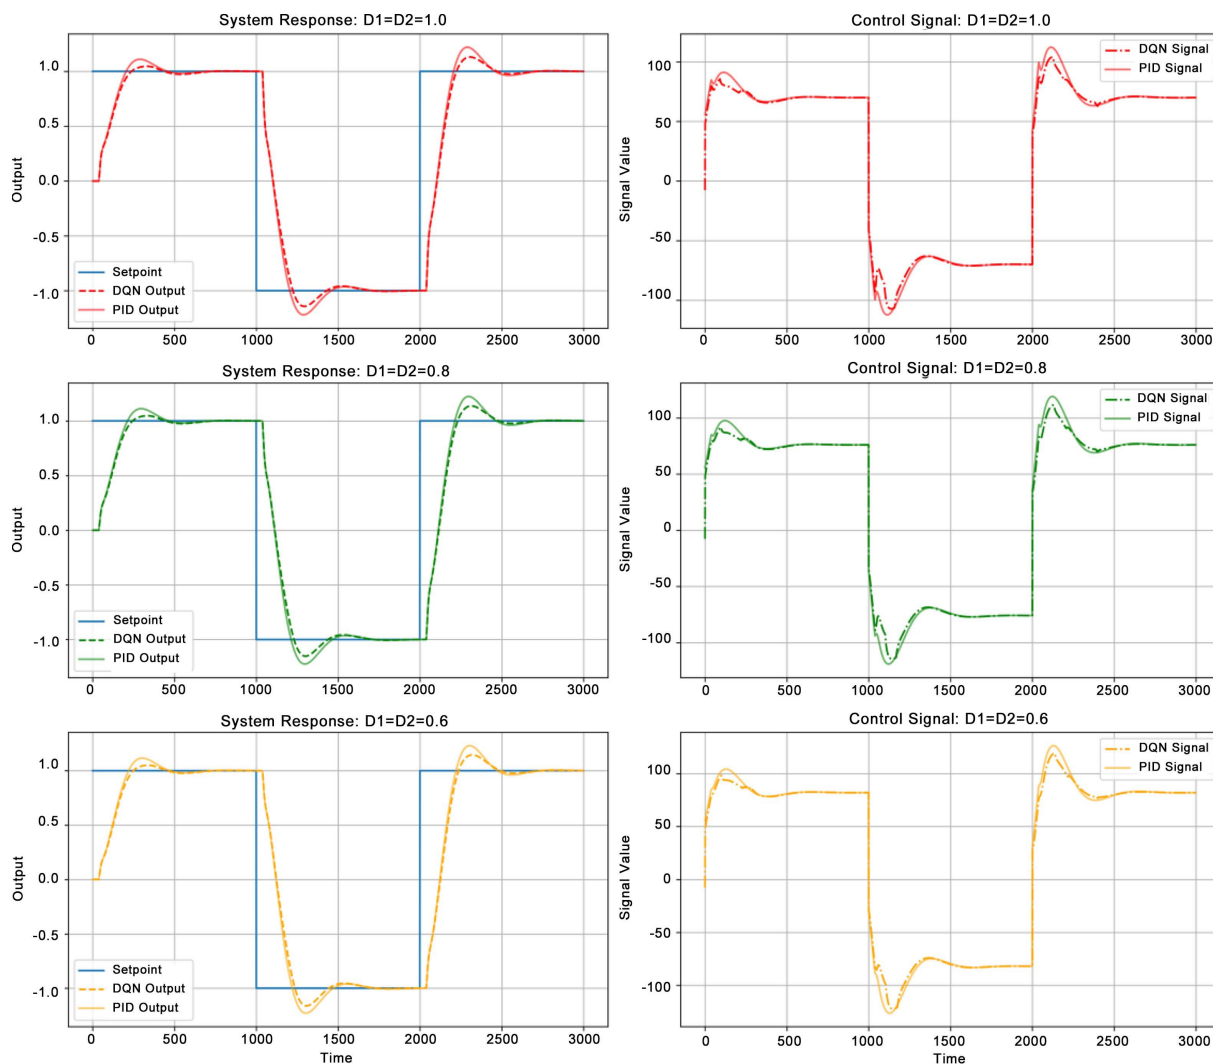 System Response: D1=D2=1.0
Output
1.0
0.5
0.0
-0.5
-1.0
Setpoint
DQN Output
PID Output
0 500 1000 1500 2000 2500 3000
Control Signal: D1=D2=1.0
Signal Value
100
50
0
-50
-100
DQN Signal
PID Signal
0 500 1000 1500 2000 2500 3000
System Response: D1=D2=0.8
Output
1.0
0.5
0.0
-0.5
-1.0
Setpoint
DQN Output
PID Output
0 500 1000 1500 2000 2500 3000
Control Signal: D1=D2=0.8
Signal Value
100
50
0
-50
-100
DQN Signal
PID Signal
0 500 1000 1500 2000 2500 3000
System Response: D1=D2=0.6
Output
1.0
0.5
0.0
-0.5
-1.0
Setpoint
DQN Output
PID Output
0 500 1000 1500 2000 2500 3000
Time
Control Signal: D1=D2=0.6
Signal Value
100
50
0
-50
-100
DQN Signal
PID Signal
0 500 1000 1500 2000 2500 3000
Time